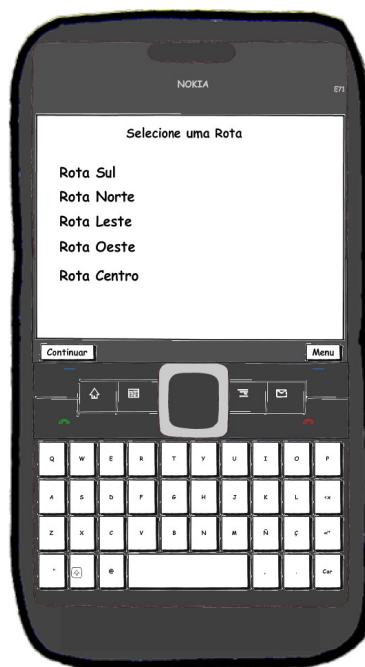 NOKIA
E71
Selecione uma Rota
Rota Sul
Rota Norte
Rota Leste
Rota Oeste
Rota Centro
Continuar Menu
Q W E R T Y U I O P
A S D F G H J K L <x
Z X C V B N M Ñ Ç
@ , . Car